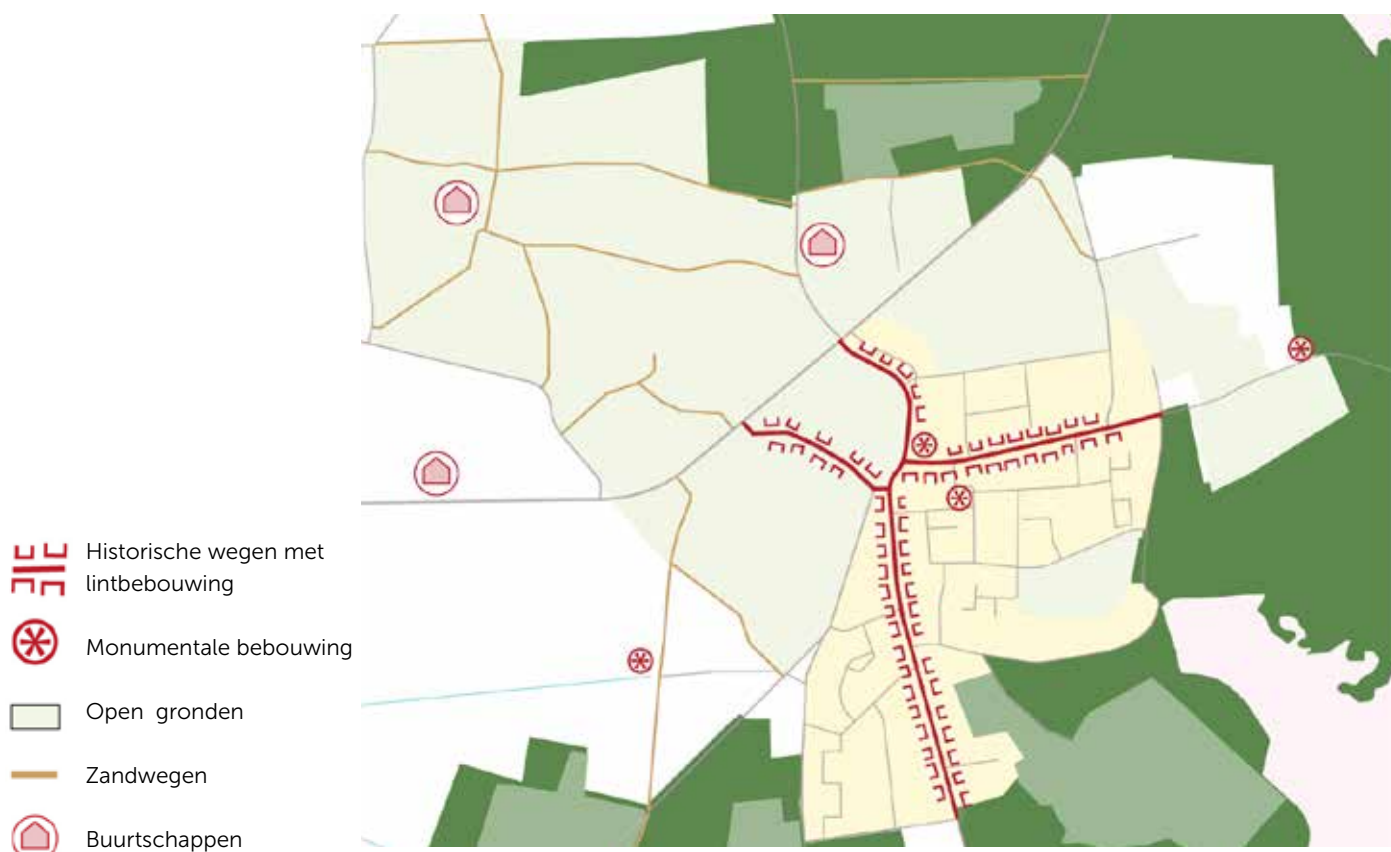 Historische wegen met
lintbebouwing
Monumentale bebouwing
Open gronden
Zandwegen
Buurtschappen